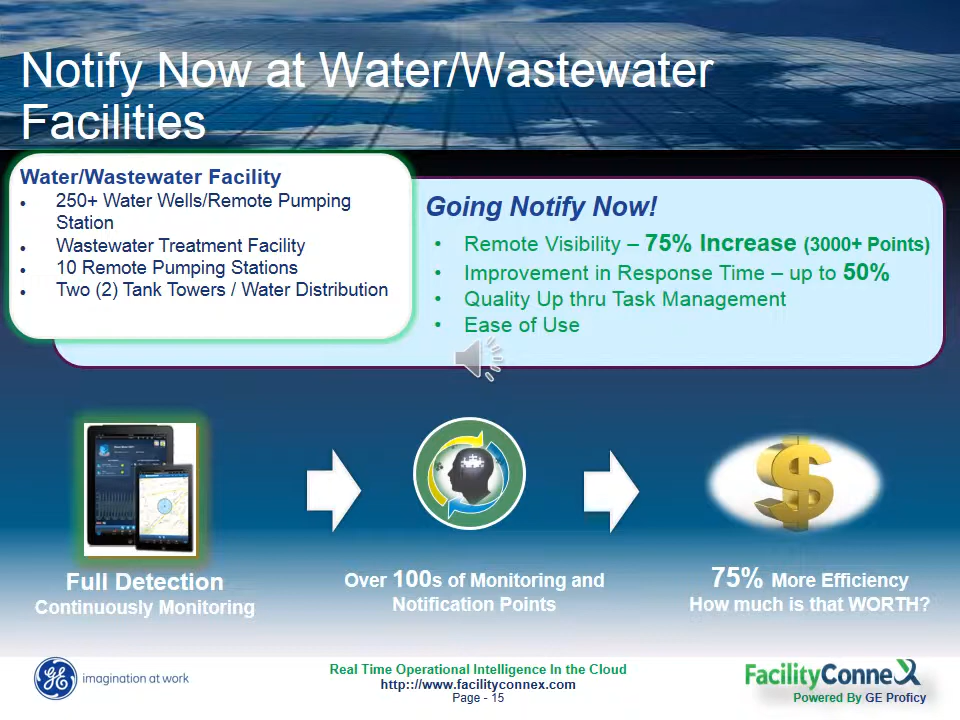 Notify Now at Water/Wastewater
Facilities
Water/Wastewater Facility
• 250+ Water Wells/Remote Pumping
Station
• Wastewater Treatment Facility
• 10 Remote Pumping Stations
• Two (2) Tank Towers / Water Distribution
Going Notify Now!
• Remote Visibility – 75% Increase (3000+ Points)
• Improvement in Response Time – up to 50%
• Quality Up thru Task Management
• Ease of Use
Full Detection
Continuously Monitoring
Over 100s of Monitoring and
Notification Points
75% More Efficiency
How much is that WORTH?
GE imagination at work
Real Time Operational Intelligence In the Cloud
http:://www.facilityconnex.com
Page - 15
FacilityConneX
Powered By GE Proficy